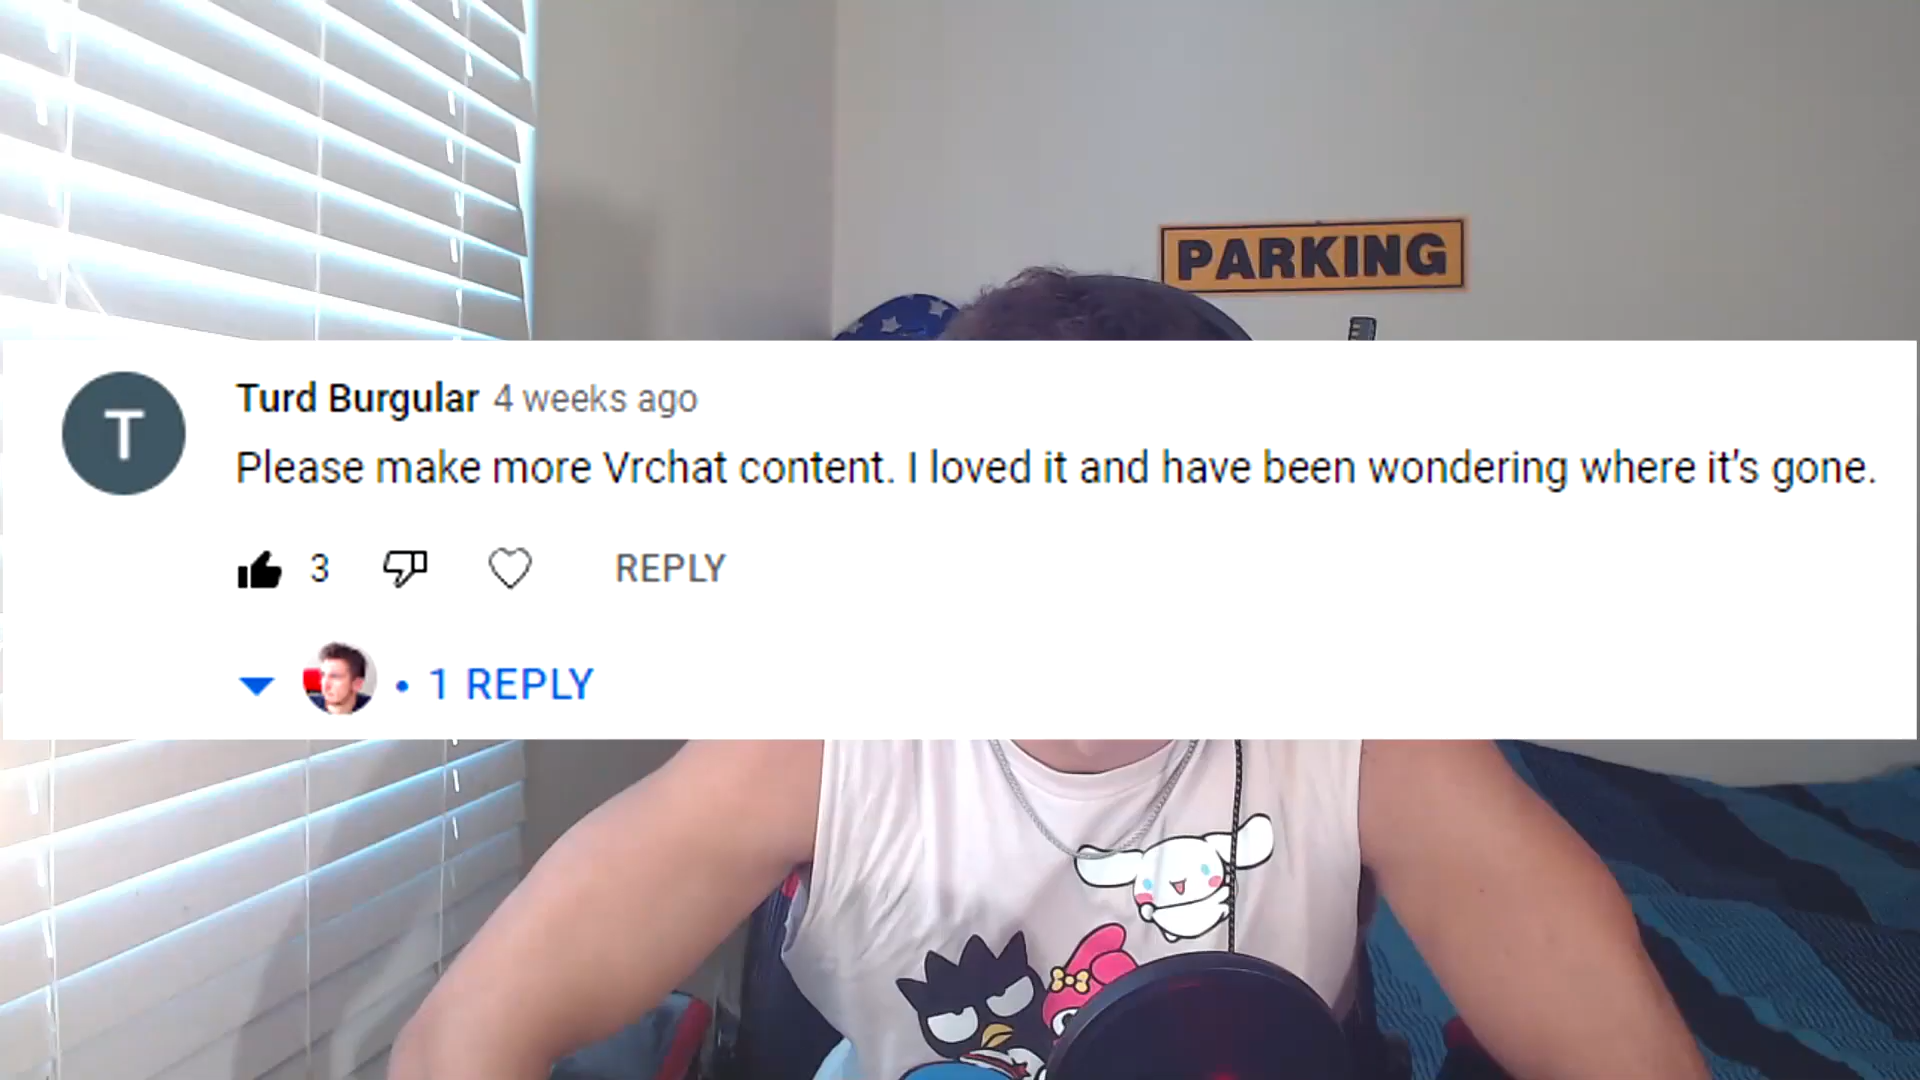 PARKING
T
Turd Burgular 4 weeks ago
Please make more Vrchat content. I loved it and have been wondering where it's gone.
3 REPLY
• 1 REPLY